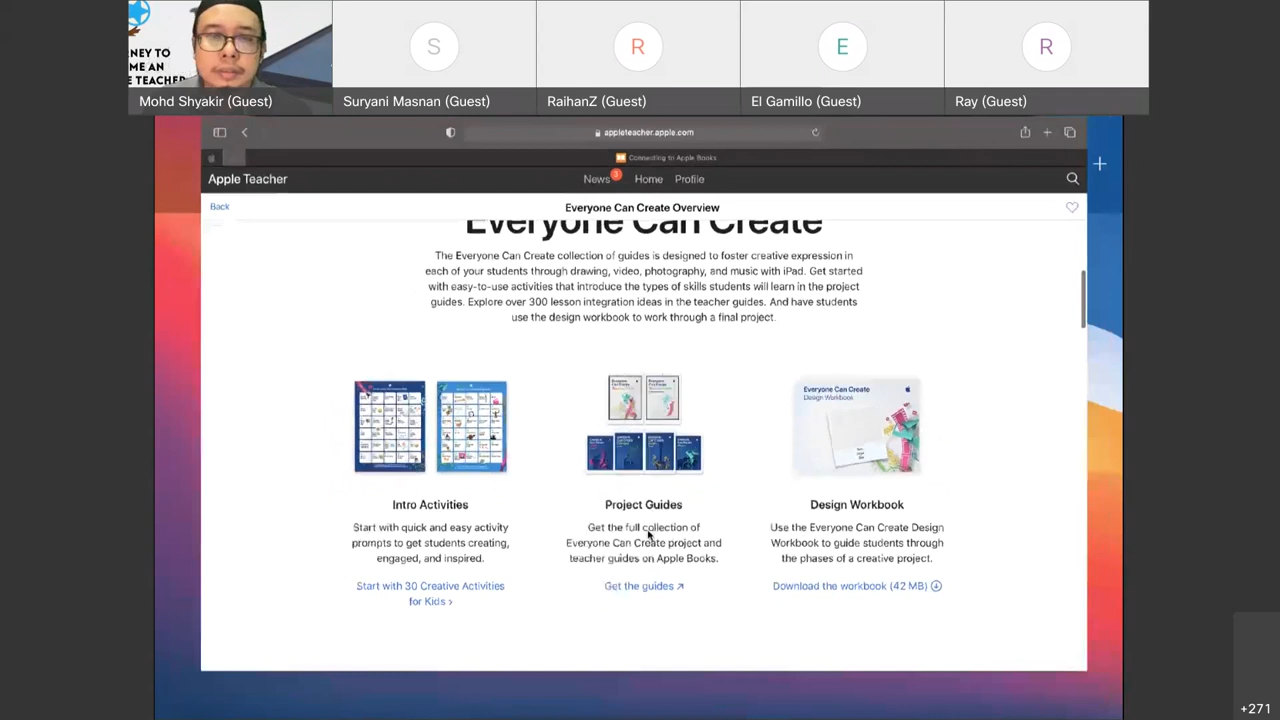 NEY TO
ME AN
E TEACHER
S
R
E
R
Mohd Shyakir (Guest)
Suryani Masnan (Guest)
RaihanZ (Guest)
El Gamillo (Guest)
Ray (Guest)
appleteacher.apple.com
Connecting to Apple Books
Apple Teacher
News
3
Home
Profile
Back
Everyone Can Create Overview
Everyone Can Create
The Everyone Can Create collection of guides is designed to foster creative expression in
each of your students through drawing, video, photography, and music with iPad. Get started
with easy-to-use activities that introduce the types of skills students will learn in the project
guides. Explore over 300 lesson integration ideas in the teacher guides. And have students
use the design workbook to work through a final project.
Everyone Can Create
Design Workbook
Intro Activities
Start with quick and easy activity
prompts to get students creating,
engaged, and inspired.
Start with 30 Creative Activities
for Kids >
Project Guides
Get the full collection of
Everyone Can Create project and
teacher guides on Apple Books.
Get the guides ↗
Design Workbook
Use the Everyone Can Create Design
Workbook to guide students through
the phases of a creative project.
Download the workbook (42 MB)
+271